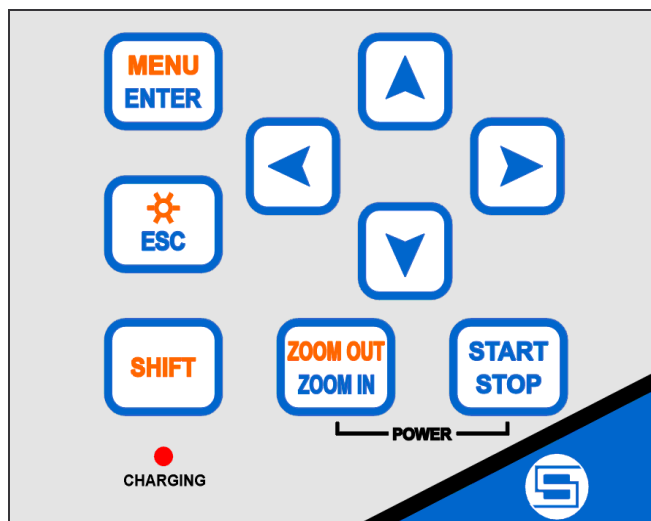 MENU
ENTER
ESC
SHIFT
ZOOM OUT
ZOOM IN
START
STOP
POWER
CHARGING